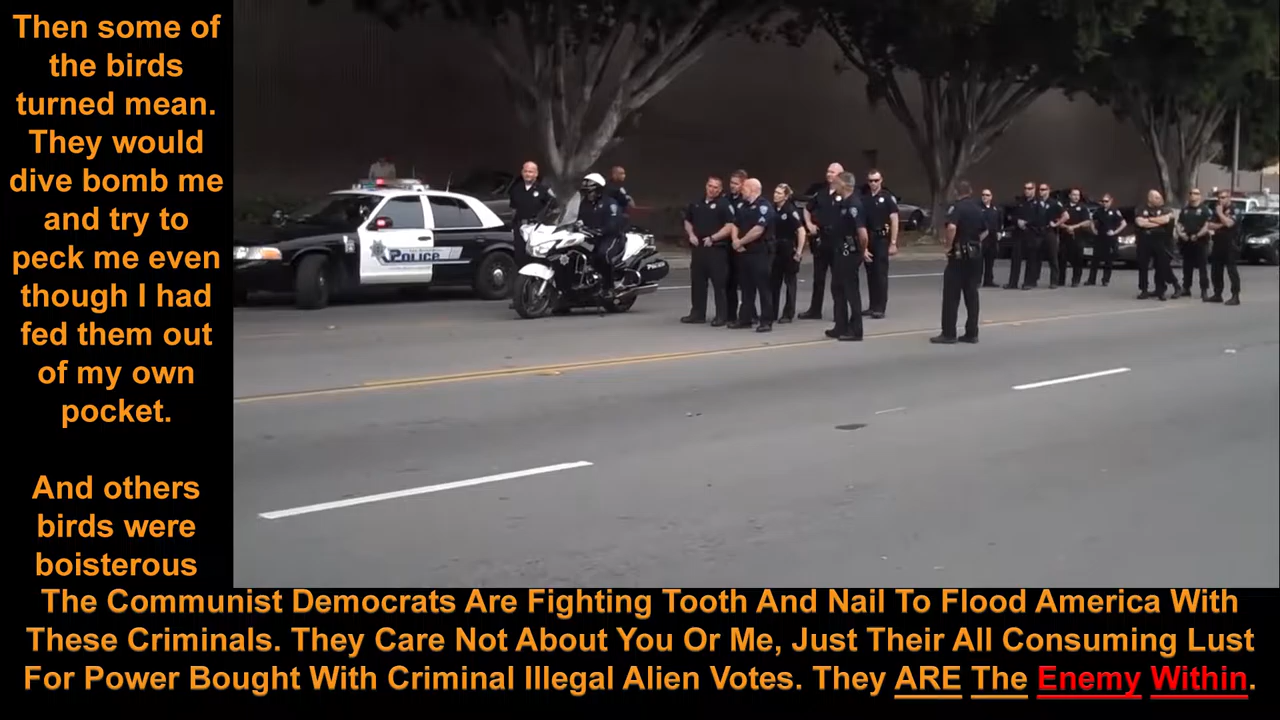 Then some of
the birds
turned mean.
They would
dive bomb me
and try to
peck me even
though I had
fed them out
of my own
pocket.
And others
birds were
boisterous
POLICE
The Communist Democrats Are Fighting Tooth And Nail To Flood America With
These Criminals. They Care Not About You Or Me, Just Their All Consuming Lust
For Power Bought With Criminal Illegal Alien Votes. They ARE The Enemy Within.